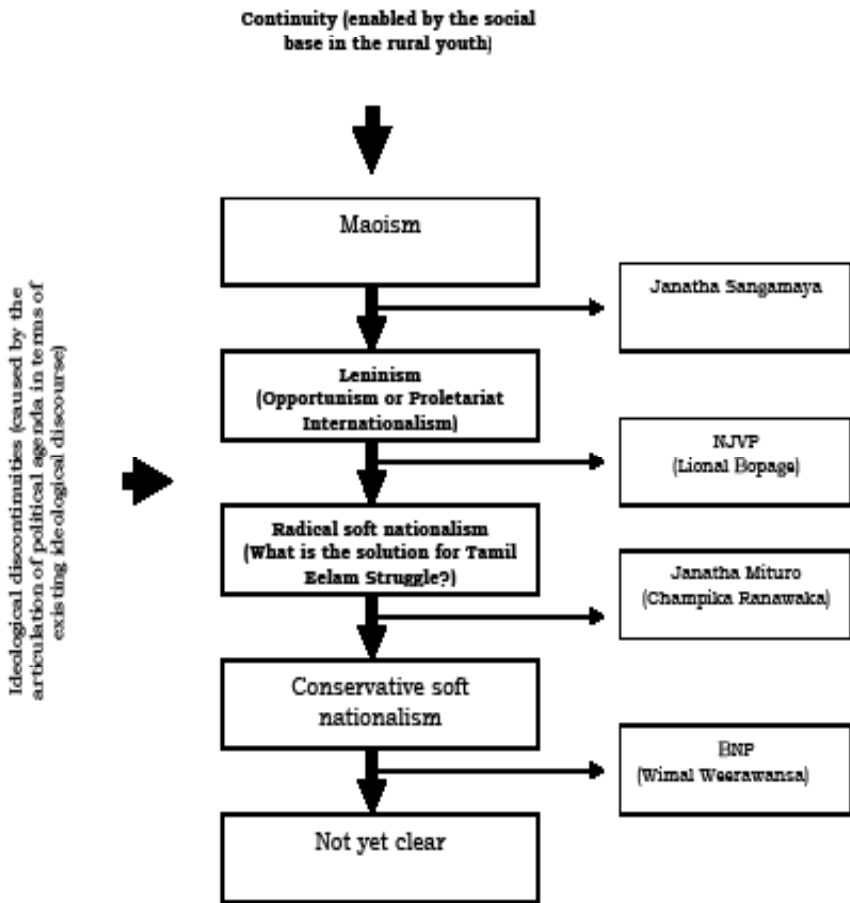 Continuity (enabled by the social
base in the rural youth)
Maoism
Janatha Sangamaya
Leninism
(Opportunism or Proletariat
Internationalism)
NJVP
(Lional Bopage)
Ideological discontinuities (caused by the
articulation of political agenda in terms of
existing ideological discourse)
Radical soft nationalism
(What is the solution for Tamil
Eelam Struggle?)
Janatha Mituro
(Champika Ranawaka)
Conservative soft
nationalism
BNP
(Wimal Weerawansa)
Not yet clear